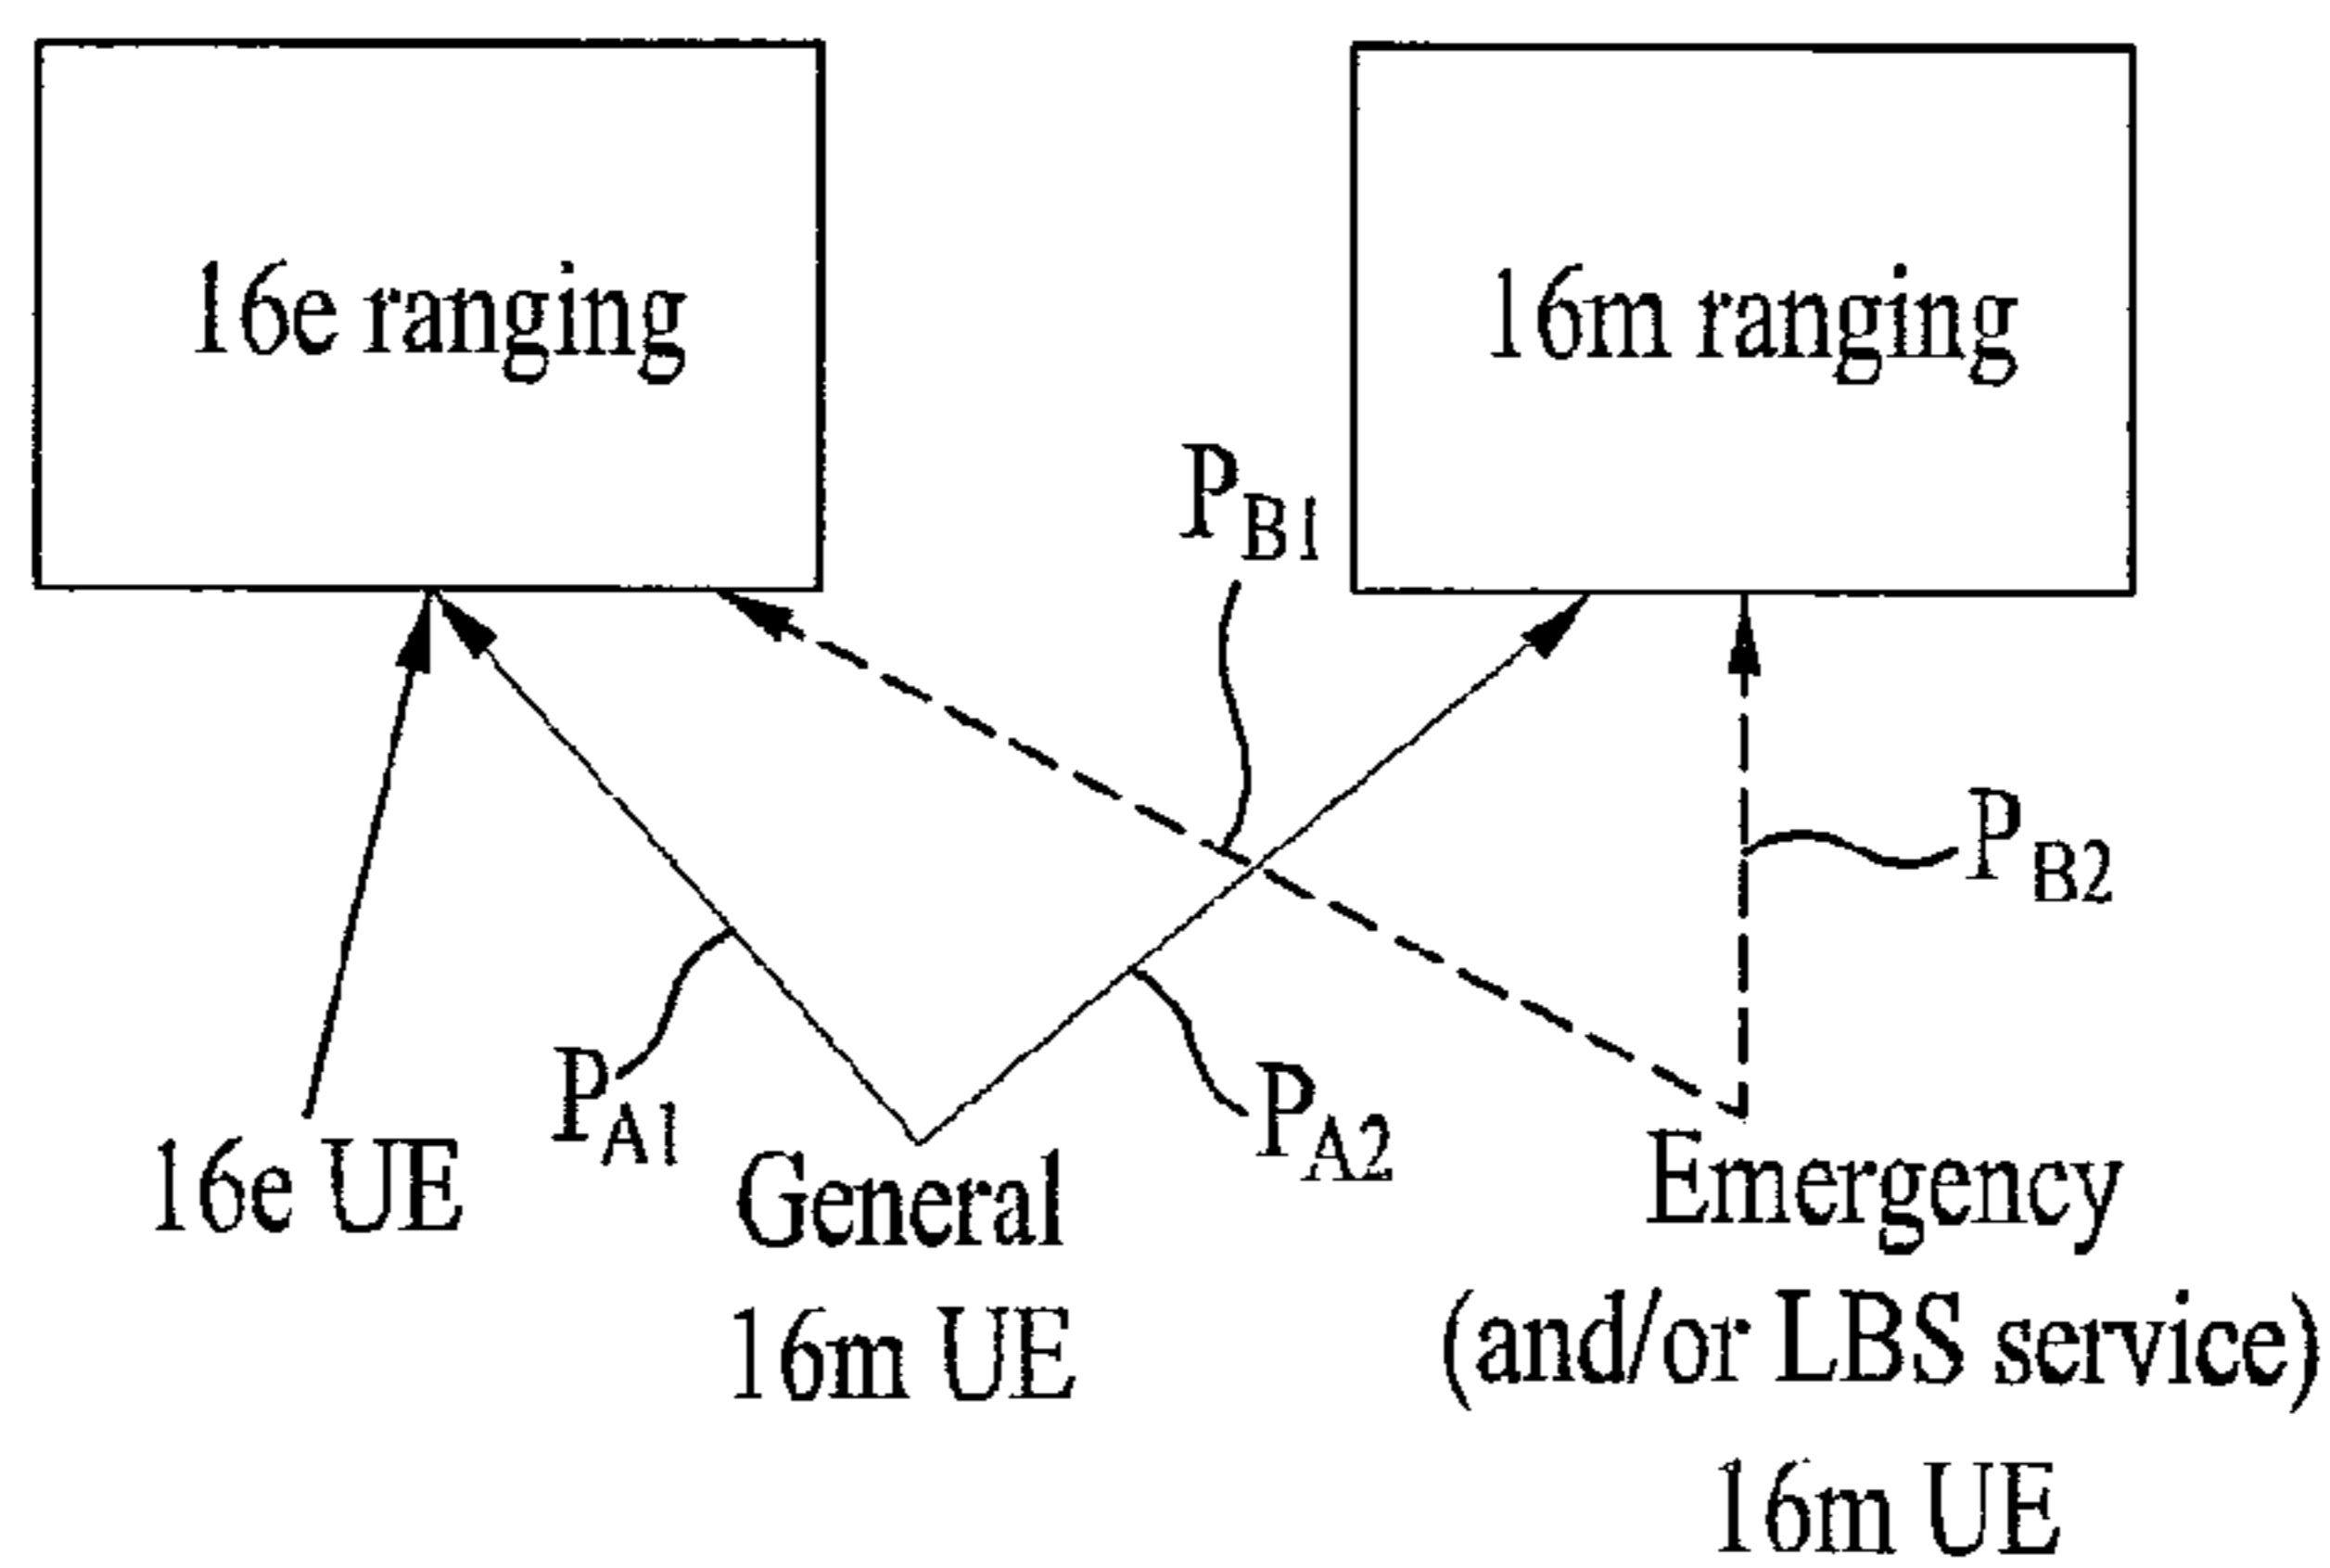 16e ranging
16m ranging
PB1
PB2
PA1
PA2
16e UE
General
16m UE
Emergency
(and/or LBS service)
16m UE